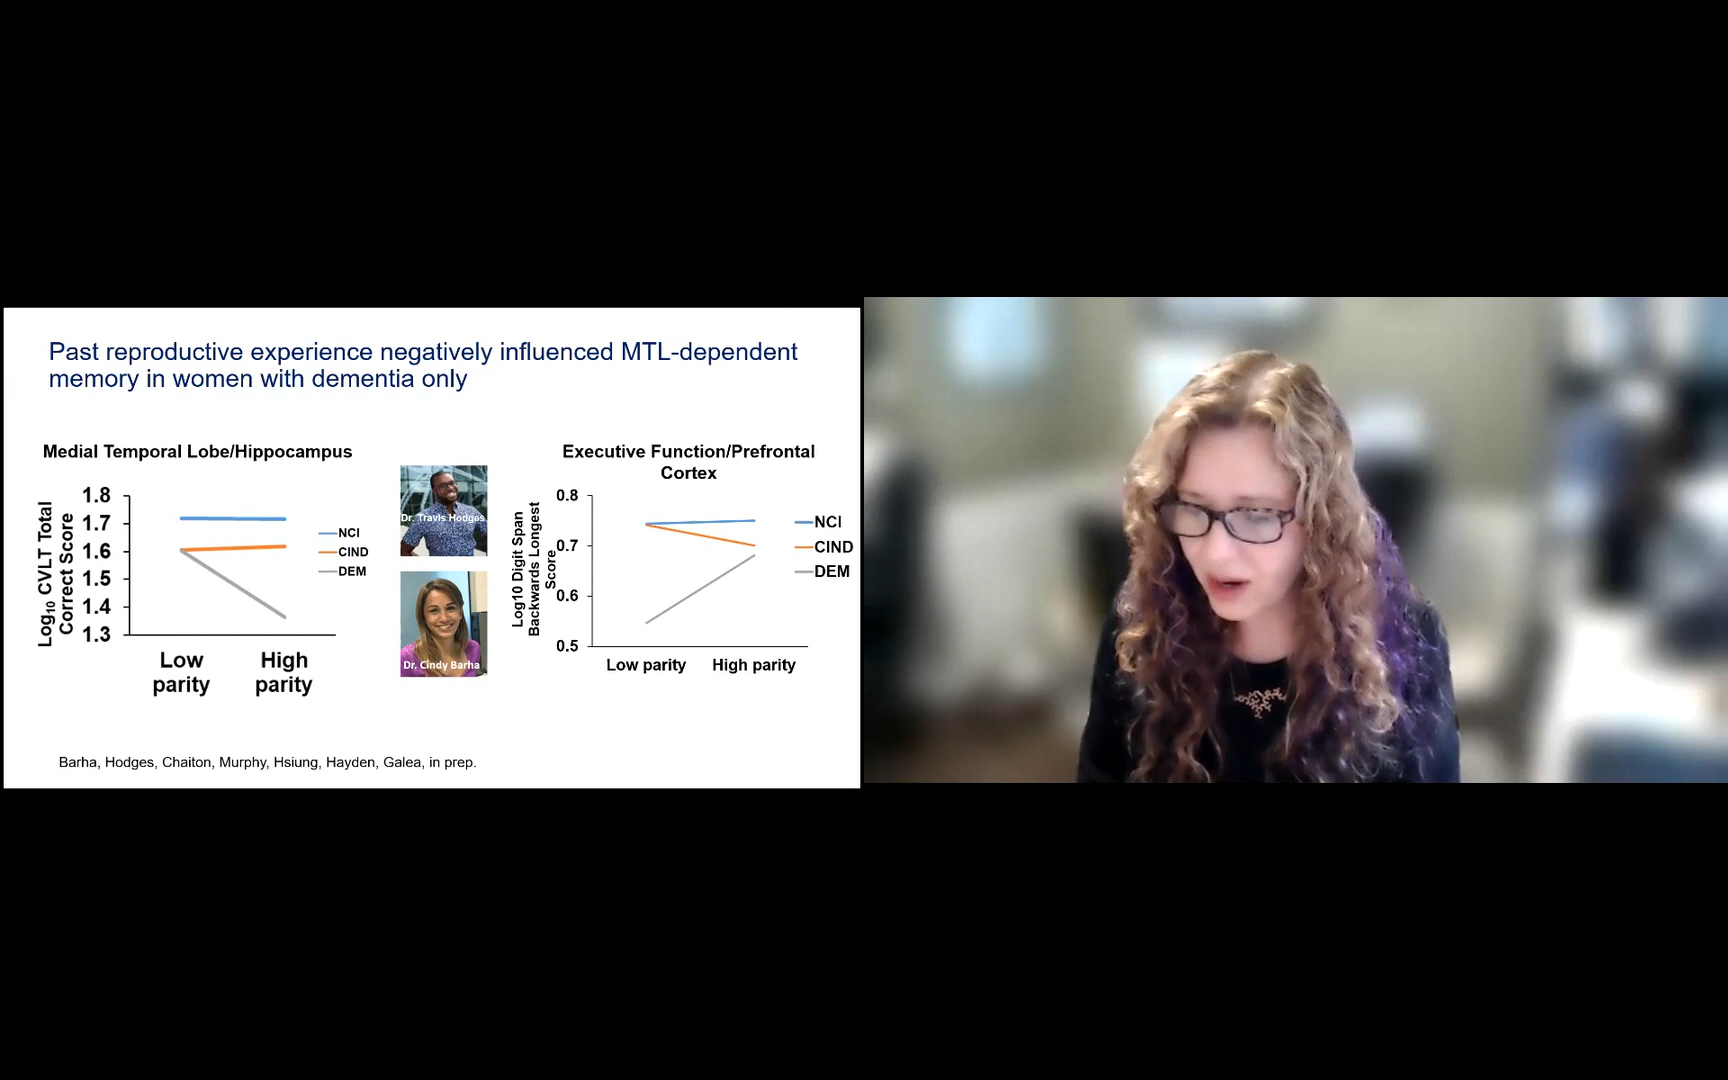 Past reproductive experience negatively influenced MTL-dependent
memory in women with dementia only
Medial Temporal Lobe/Hippocampus
Log₁₀ CVLT Total
Correct Score
1.8
1.7
1.6
1.5
1.4
1.3
Low
parity
High
parity
NCI
CIND
DEM
Dr. Travis Hodges
Dr. Cindy Barha
Executive Function/Prefrontal
Cortex
Log10 Digit Span
Backwards Longest
Score
0.8
0.7
0.6
0.5
Low parity
High parity
NCI
CIND
DEM
Barha, Hodges, Chaiton, Murphy, Hsiung, Hayden, Galea, in prep.